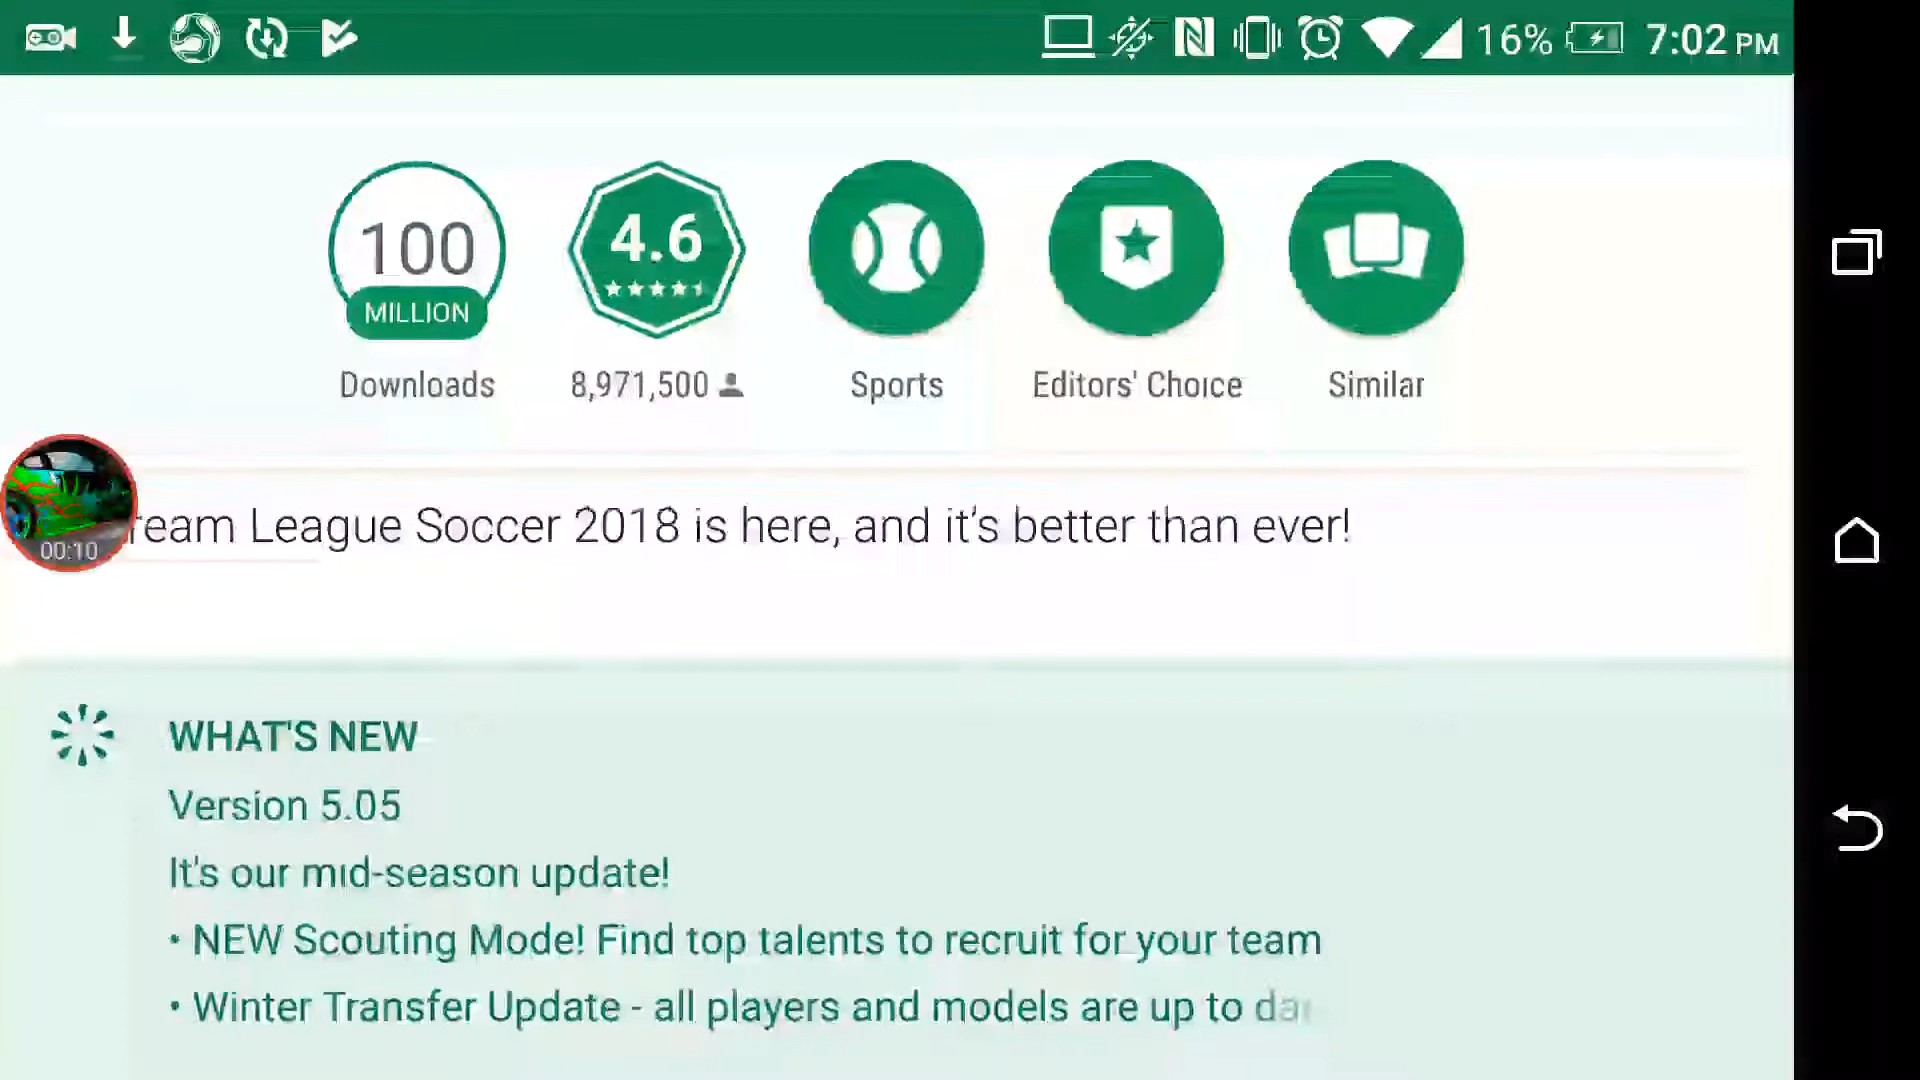 16% 7:02 PM
100 4.6
MILLION
Downloads 8,971,500 Sports Editors' Choice Similar
ream League Soccer 2018 is here, and it's better than ever!
00:10
WHAT'S NEW
Version 5.05
It's our mid-season update!
• NEW Scouting Mode! Find top talents to recruit for your team
• Winter Transfer Update - all players and models are up to da